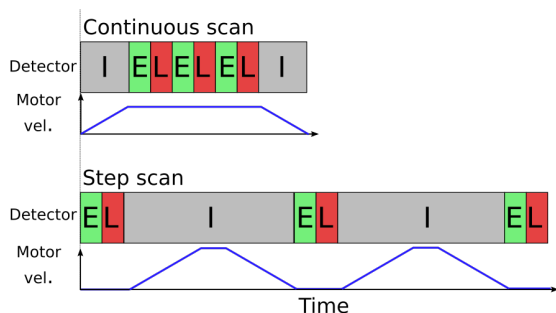 Continuous scan
Detector I E L E L E L I
Motor
vel.
Step scan
Detector E L I E L I E L
Motor
vel.
Time